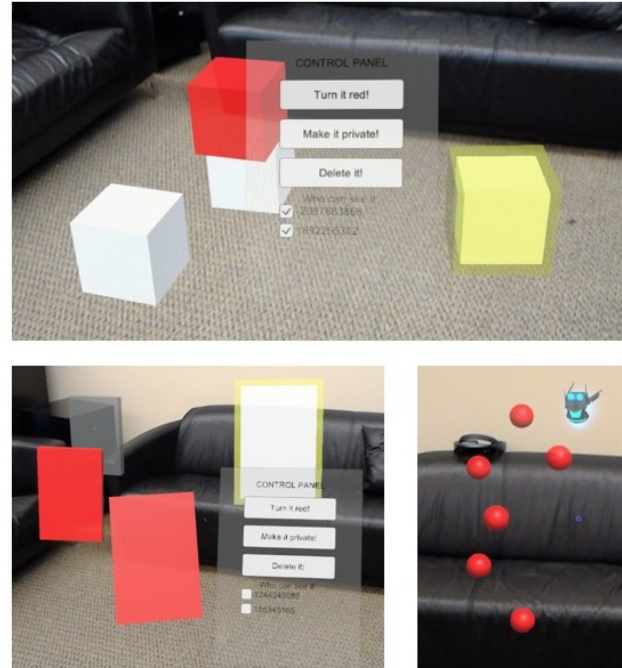 CONTROL PANEL
Turn it red!
Make it private!
Delete it!
Who can see it
CONTROL PANEL
Turn it red!
Make it private!
Delete it!
Who can see it